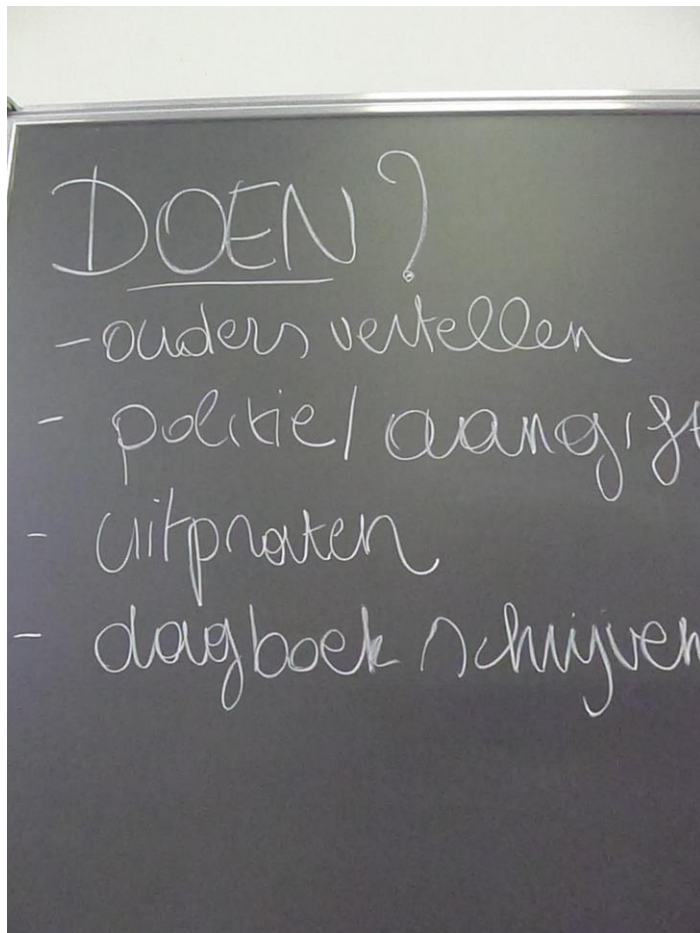 DOEN?
- ouders vertellen
- politie/ aangift
- uitpraten
- dagboek schrijven